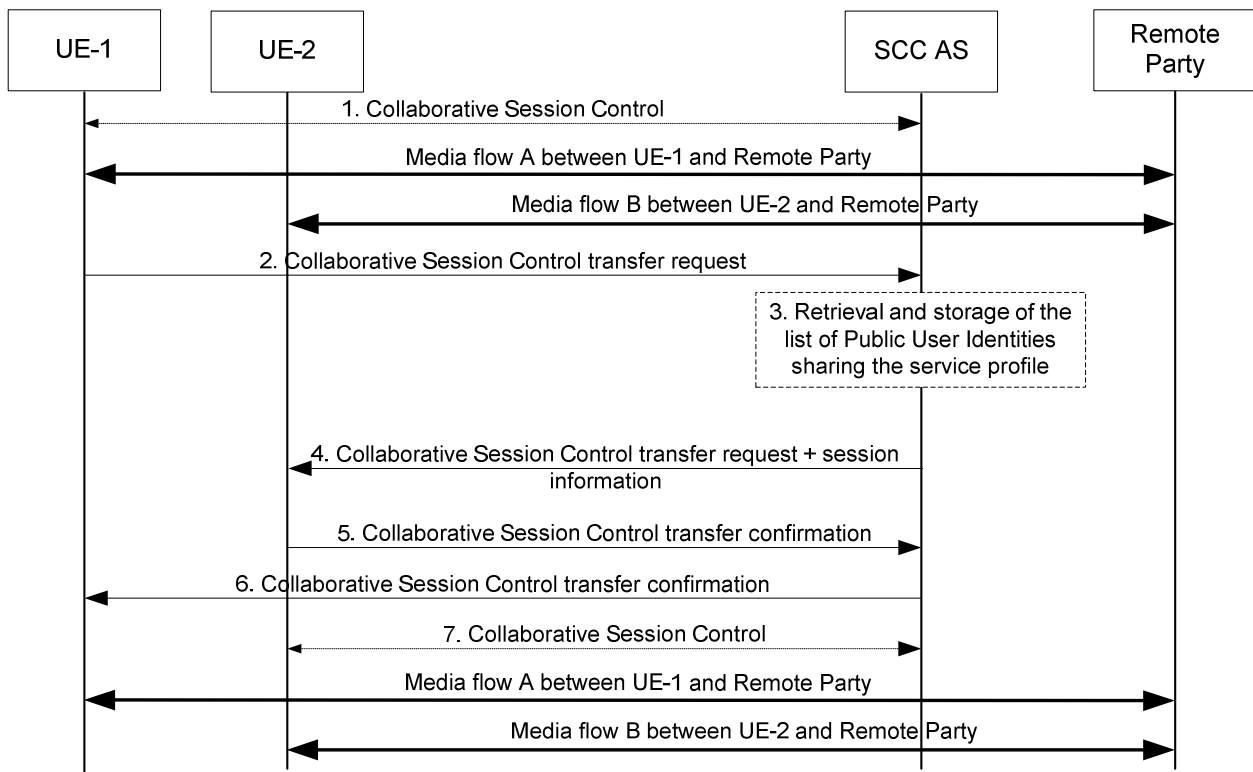 UE-1
UE-2
SCC AS
Remote
Party
1. Collaborative Session Control
Media flow A between UE-1 and Remote Party
Media flow B between UE-2 and Remote Party
2. Collaborative Session Control transfer request
3. Retrieval and storage of the
list of Public User Identities
sharing the service profile
4. Collaborative Session Control transfer request + session
information
5. Collaborative Session Control transfer confirmation
6. Collaborative Session Control transfer confirmation
7. Collaborative Session Control
Media flow A between UE-1 and Remote Party
Media flow B between UE-2 and Remote Party